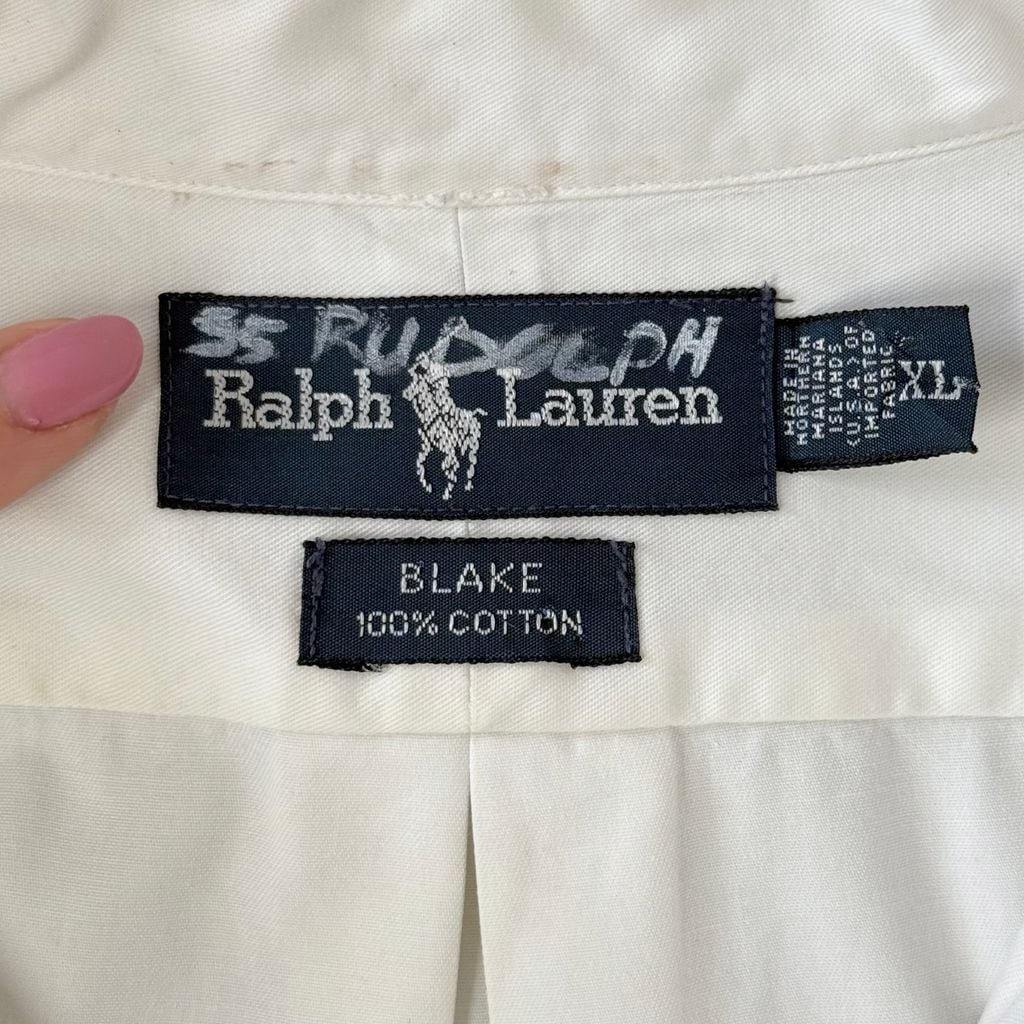 55 RUDOLPH
Ralph Lauren
MADE IN
NORTHERN
MARIANA
ISLANDS
(U.S.A.) OF
IMPORTED
FABRIC
XL
BLAKE
100% COTTON